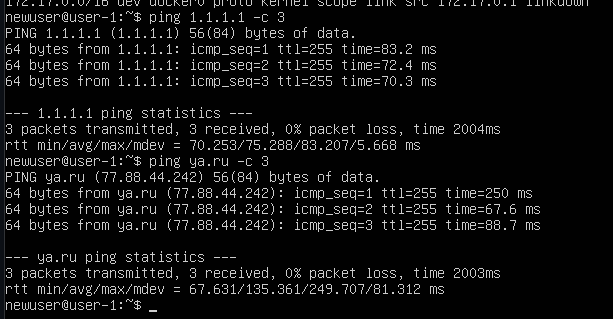 172.17.0.0/16 dev docker0 proto kernel scope link src 172.17.0.1 linkdown
newuser@user-1:~$ ping 1.1.1.1 -c 3
PING 1.1.1.1 (1.1.1.1) 56(84) bytes of data.
64 bytes from 1.1.1.1: icmp_seq=1 ttl=255 time=83.2 ms
64 bytes from 1.1.1.1: icmp_seq=2 ttl=255 time=72.4 ms
64 bytes from 1.1.1.1: icmp_seq=3 ttl=255 time=70.3 ms

--- 1.1.1.1 ping statistics ---
3 packets transmitted, 3 received, 0% packet loss, time 2004ms
rtt min/avg/max/mdev = 70.253/75.288/83.207/5.668 ms
newuser@user-1:~$ ping ya.ru -c 3
PING ya.ru (77.88.44.242) 56(84) bytes of data.
64 bytes from ya.ru (77.88.44.242): icmp_seq=1 ttl=255 time=250 ms
64 bytes from ya.ru (77.88.44.242): icmp_seq=2 ttl=255 time=67.6 ms
64 bytes from ya.ru (77.88.44.242): icmp_seq=3 ttl=255 time=88.7 ms

--- ya.ru ping statistics ---
3 packets transmitted, 3 received, 0% packet loss, time 2003ms
rtt min/avg/max/mdev = 67.631/135.361/249.707/81.312 ms
newuser@user-1:~$ _